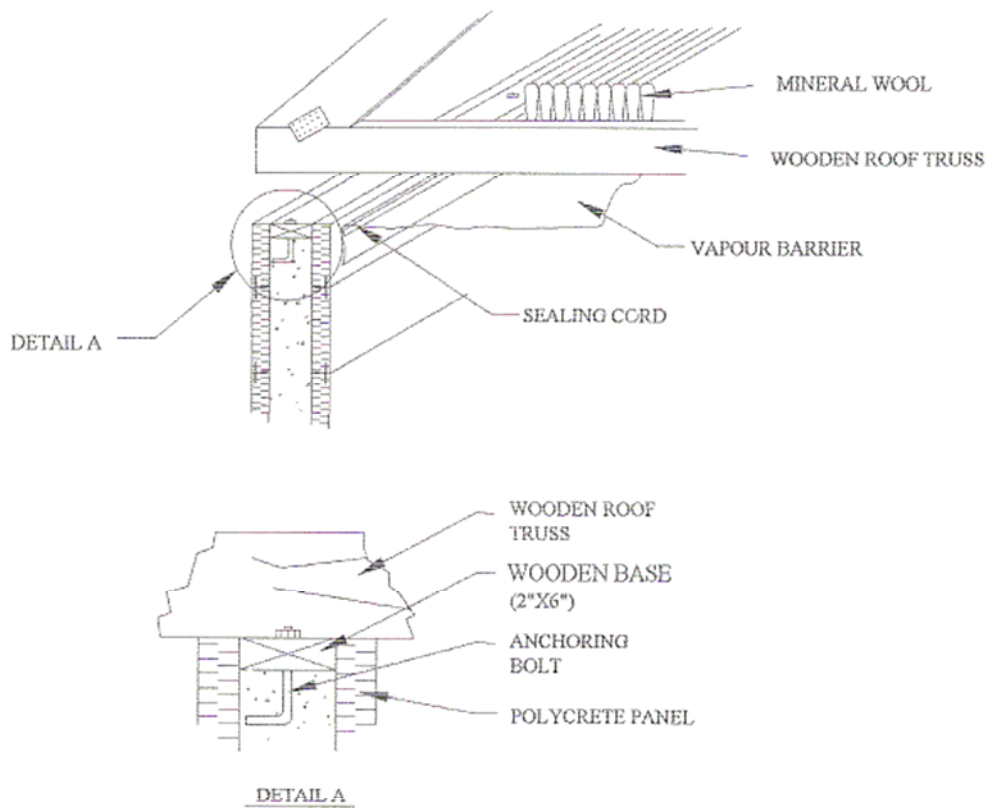 MINERAL WOOL
WOODEN ROOF TRUSS
VAPOUR BARRIER
SEALING CORD
DETAIL A
WOODEN ROOF
TRUSS
WOODEN BASE
(2"X6")
ANCHORING
BOLT
POLYCRETE PANEL
DETAIL A